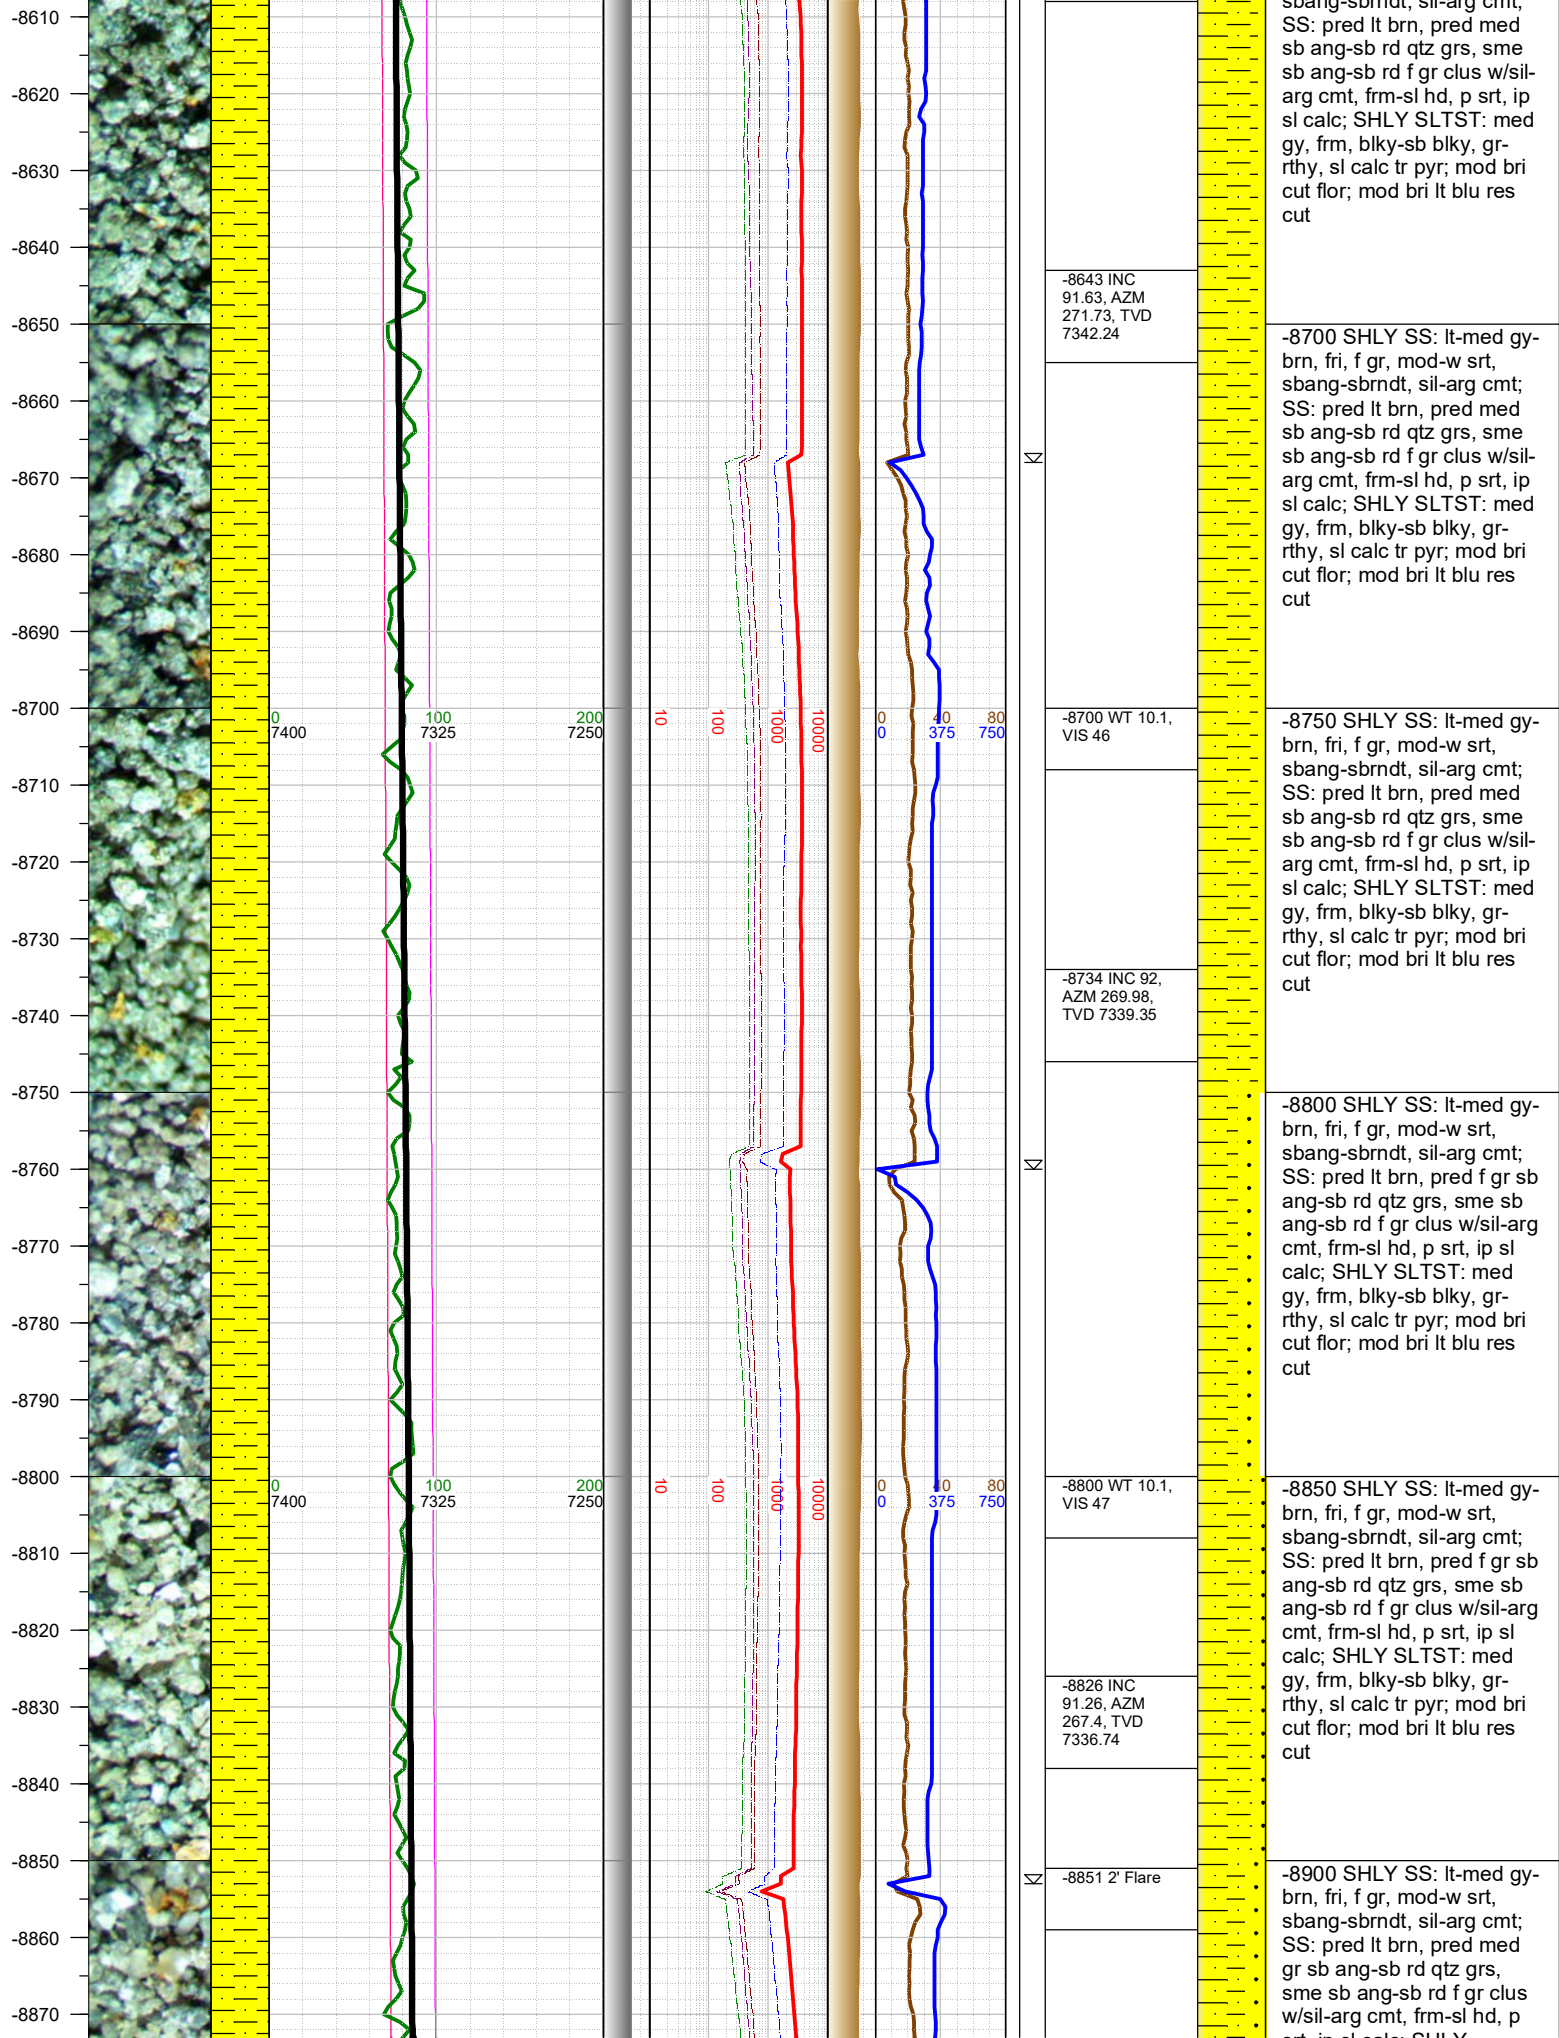 -8610
-8620
-8630
-8640
-8650
-8660
-8670
-8680
-8690
-8700
-8710
-8720
-8730
-8740
-8750
-8760
-8770
-8780
-8790
-8800
-8810
-8820
-8830
-8840
-8850
-8860
-8870
0 100 200
7400 7325 7250
10 100 1000 10000
0 40 80
0 375 750
0 100 200
7400 7325 7250
10 100 1000 10000
0 40 80
0 375 750
-8643 INC
91.63, AZM
271.73, TVD
7342.24
-8700 WT 10.1,
VIS 46
-8734 INC 92,
AZM 269.98,
TVD 7339.35
-8800 WT 10.1,
VIS 47
-8826 INC
91.26, AZM
267.4, TVD
7336.74
-8851 2' Flare
sbang-sbrndt, sil-arg cmt;
SS: pred lt brn, pred med
sb ang-sb rd qtz grs, sme
sb ang-sb rd f gr clus w/sil-
arg cmt, frm-sl hd, p srt, ip
sl calc; SHLY SLTST: med
gy, frm, blky-sb blky, gr-
rthy, sl calc tr pyr; mod bri
cut flor; mod bri lt blu res
cut
-8700 SHLY SS: lt-med gy-
brn, fri, f gr, mod-w srt,
sbang-sbrndt, sil-arg cmt;
SS: pred lt brn, pred med
sb ang-sb rd qtz grs, sme
sb ang-sb rd f gr clus w/sil-
arg cmt, frm-sl hd, p srt, ip
sl calc; SHLY SLTST: med
gy, frm, blky-sb blky, gr-
rthy, sl calc tr pyr; mod bri
cut flor; mod bri lt blu res
cut
-8750 SHLY SS: lt-med gy-
brn, fri, f gr, mod-w srt,
sbang-sbrndt, sil-arg cmt;
SS: pred lt brn, pred med
sb ang-sb rd qtz grs, sme
sb ang-sb rd f gr clus w/sil-
arg cmt, frm-sl hd, p srt, ip
sl calc; SHLY SLTST: med
gy, frm, blky-sb blky, gr-
rthy, sl calc tr pyr; mod bri
cut flor; mod bri lt blu res
cut
-8800 SHLY SS: lt-med gy-
brn, fri, f gr, mod-w srt,
sbang-sbrndt, sil-arg cmt;
SS: pred lt brn, pred f gr sb
ang-sb rd qtz grs, sme sb
ang-sb rd f gr clus w/sil-arg
cmt, frm-sl hd, p srt, ip sl
calc; SHLY SLTST: med
gy, frm, blky-sb blky, gr-
rthy, sl calc tr pyr; mod bri
cut flor; mod bri lt blu res
cut
-8850 SHLY SS: lt-med gy-
brn, fri, f gr, mod-w srt,
sbang-sbrndt, sil-arg cmt;
SS: pred lt brn, pred f gr sb
ang-sb rd qtz grs, sme sb
ang-sb rd f gr clus w/sil-arg
cmt, frm-sl hd, p srt, ip sl
calc; SHLY SLTST: med
gy, frm, blky-sb blky, gr-
rthy, sl calc tr pyr; mod bri
cut flor; mod bri lt blu res
cut
-8900 SHLY SS: lt-med gy-
brn, fri, f gr, mod-w srt,
sbang-sbrndt, sil-arg cmt;
SS: pred lt brn, pred med
gr sb ang-sb rd qtz grs,
sme sb ang-sb rd f gr clus
w/sil-arg cmt, frm-sl hd, p